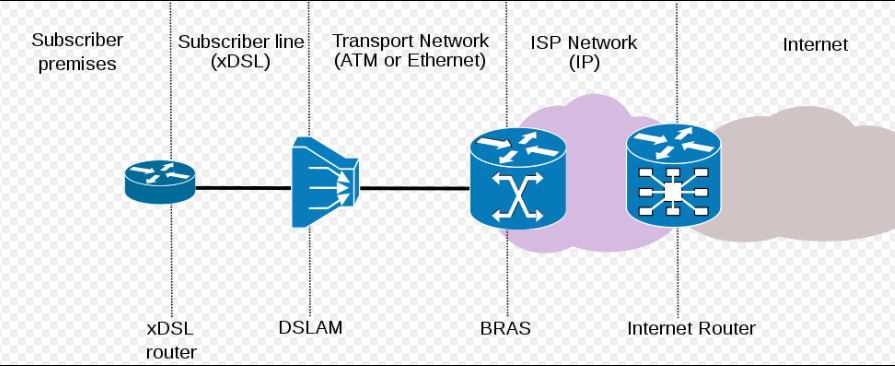 Subscriber
premises
Subscriber line
(xDSL)
Transport Network
(ATM or Ethernet)
ISP Network
(IP)
Internet
xDSL
router
DSLAM
BRAS
Internet Router